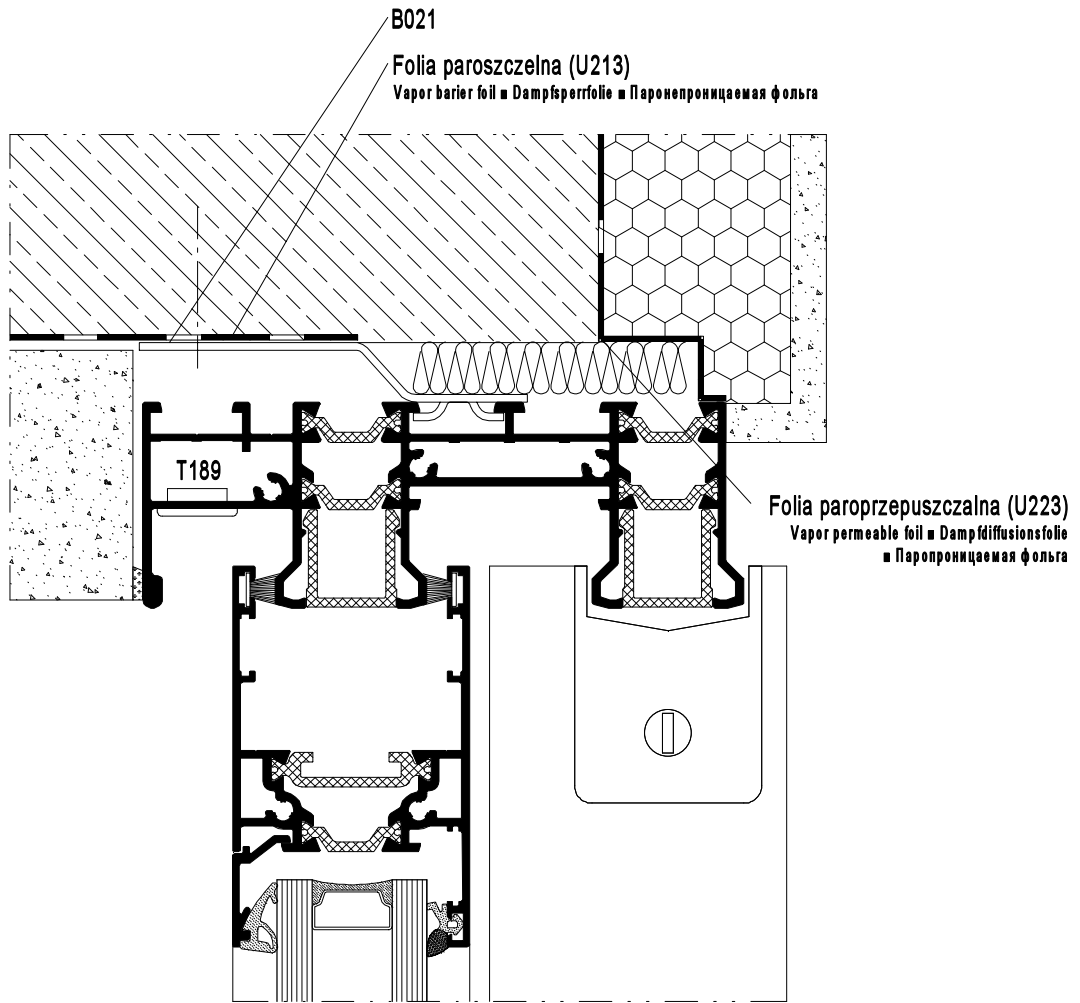 B021
Folia paroszczelna (U213)
Vapor barier foil ■ Dampfsperrfolie ■ Паронепроницаемая фольга
T189
Folia paroprzepuszczalna (U223)
Vapor permeable foil ■ Dampfdiffusionsfolie
■ Паропроницаемая фольга